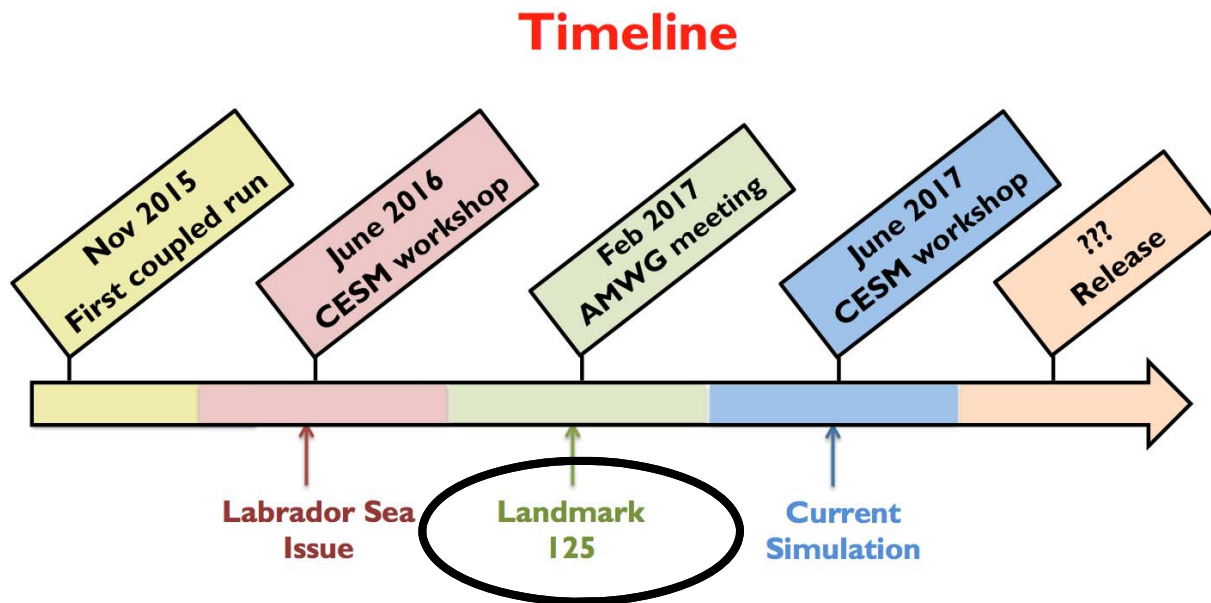 Timeline
Nov 2015
First coupled run
June 2016
CESM workshop
Feb 2017
AMWG meeting
June 2017
CESM workshop
???
Release
Labrador Sea
Issue
Landmark
125
Current
Simulation